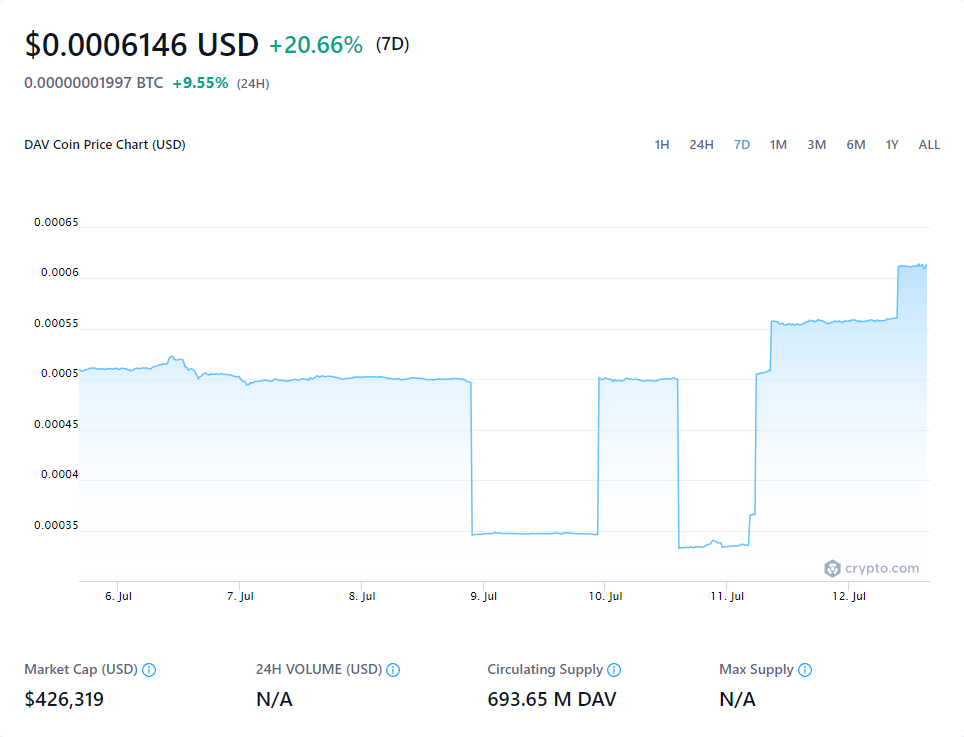 $0.0006146 USD +20.66% (7D)
0.00000001997 BTC +9.55% (24H)
DAV Coin Price Chart (USD) 1H 24H 7D 1M 3M 6M 1Y ALL
0.00065
0.0006
0.00055
0.0005
0.00045
0.0004
0.00035
crypto.com
6. Jul 7. Jul 8. Jul 9. Jul 10. Jul 11. Jul 12. Jul
Market Cap (USD) 24H VOLUME (USD) Circulating Supply Max Supply
$426,319 N/A 693.65 M DAV N/A